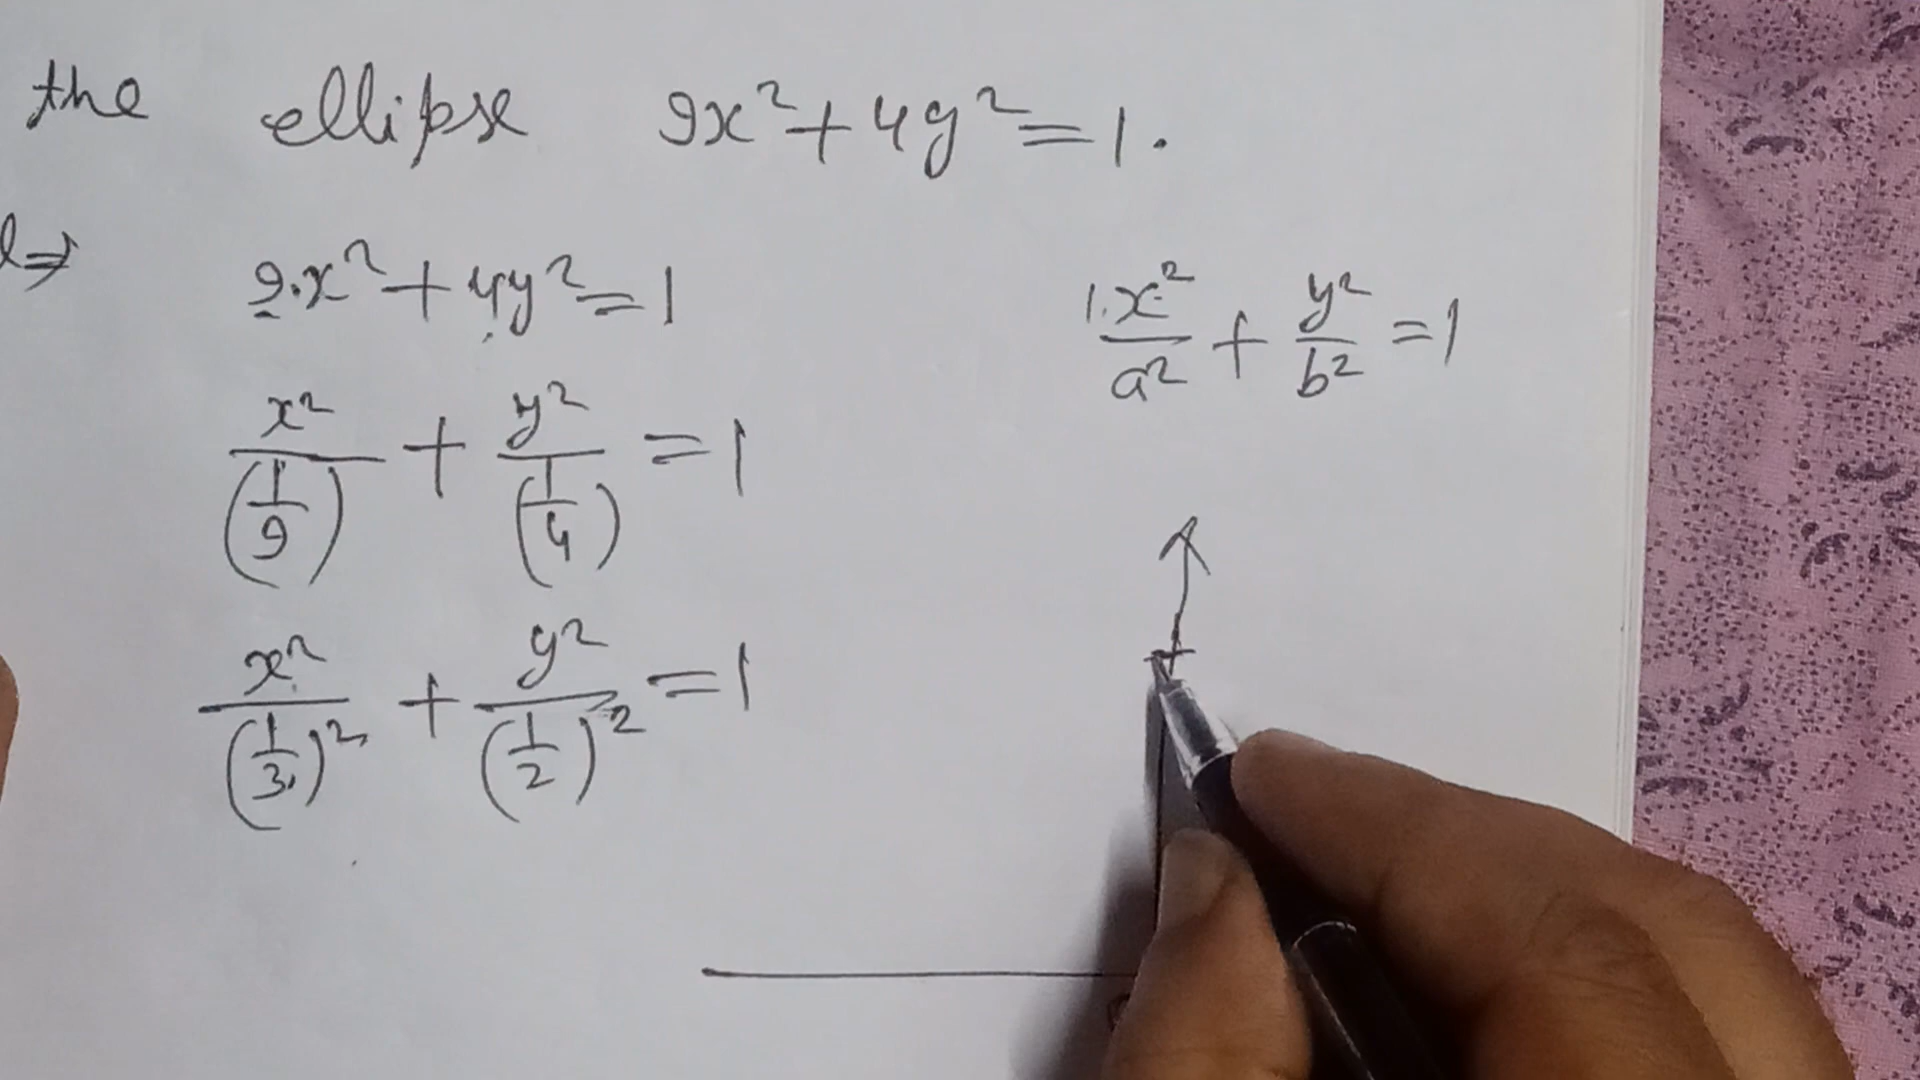 the ellipse 9x²+4y²=1.
⇒ 9.x²+4y²=1
1.x²/a² + y²/b² =1
x²/(1/9) + y²/(1/4) =1
x²/(1/3)² + y²/(1/2)² =1